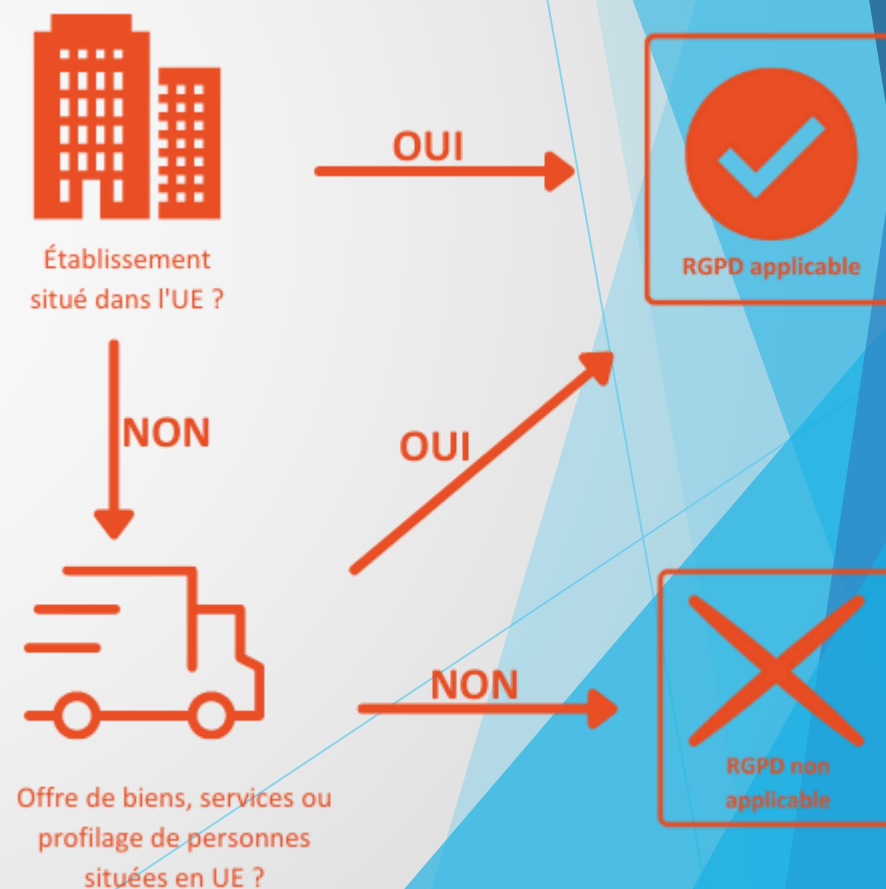 OUI
RGPD applicable
Établissement
situé dans l'UE ?
NON
OUI
NON
RGPD non
applicable
Offre de biens, services ou
profilage de personnes
situées en UE ?